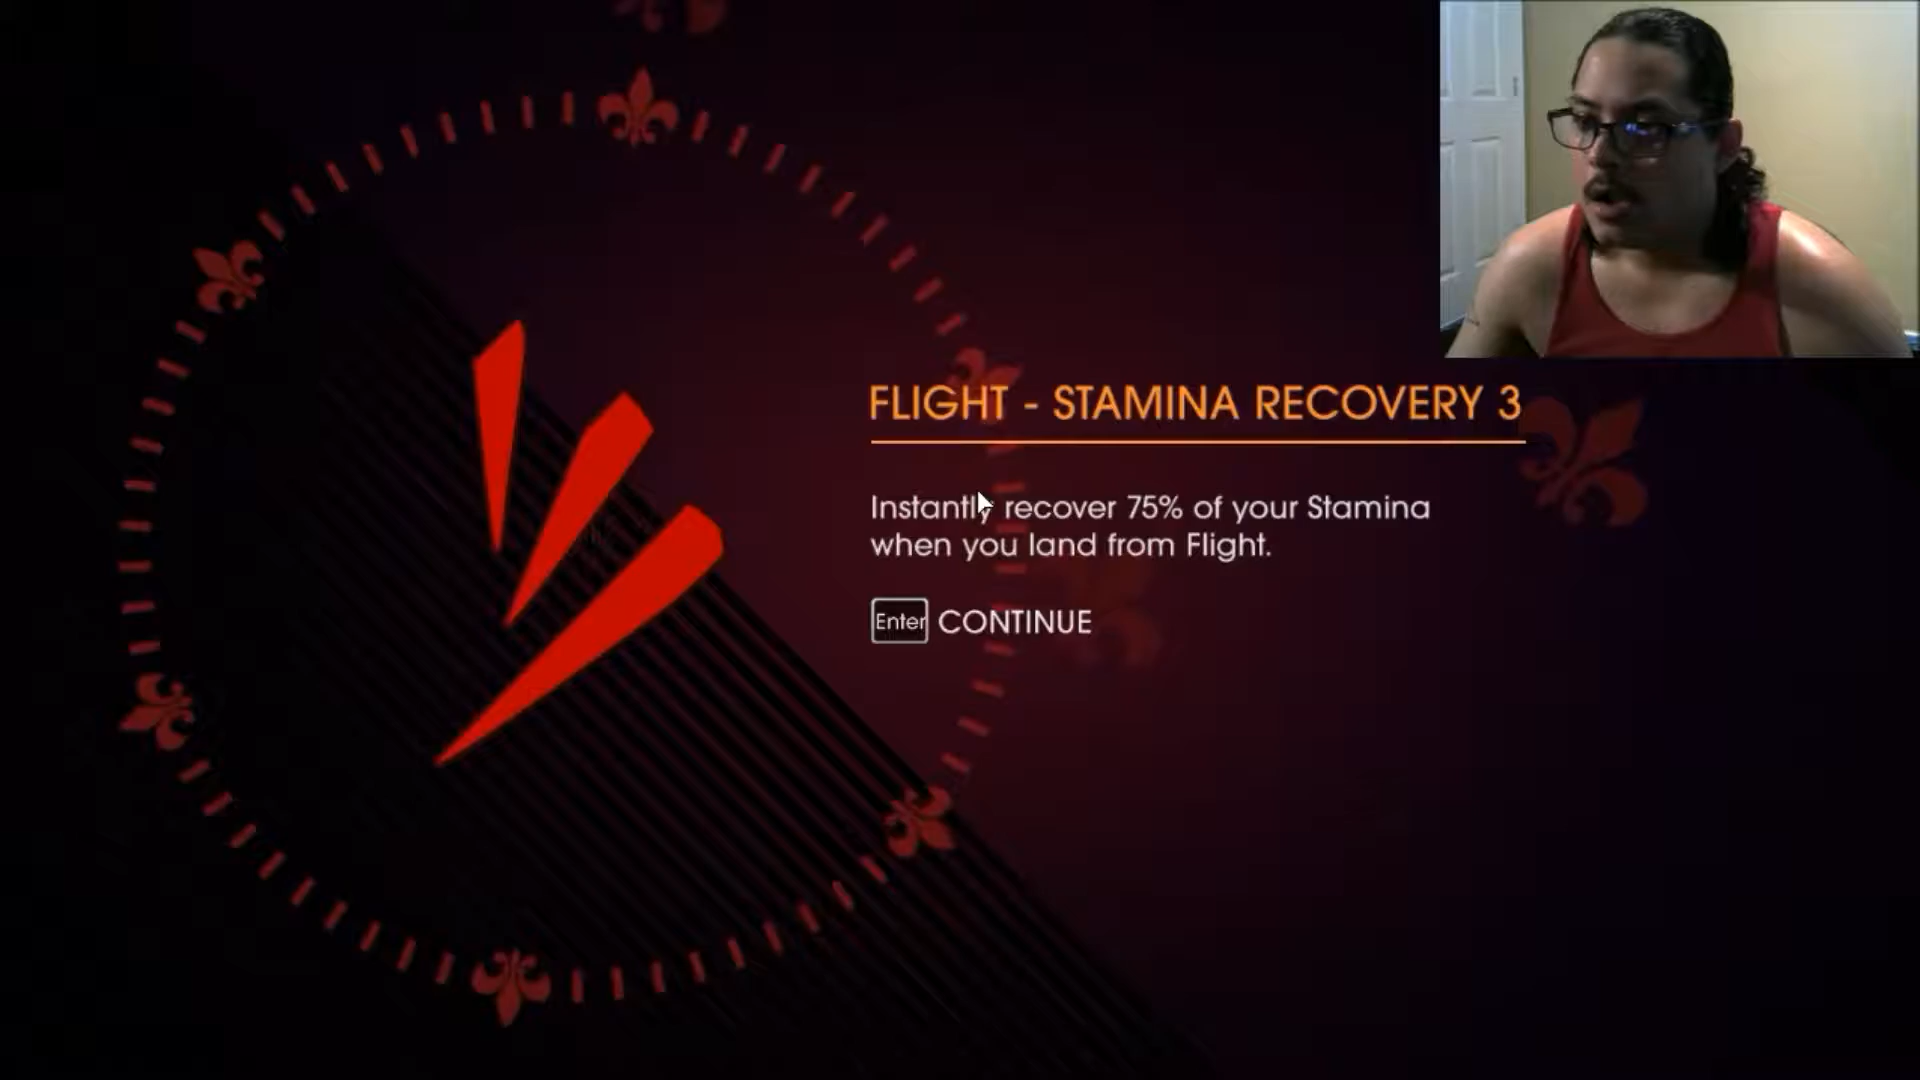 FLIGHT - STAMINA RECOVERY 3
Instantly recover 75% of your Stamina
when you land from Flight.
Enter CONTINUE